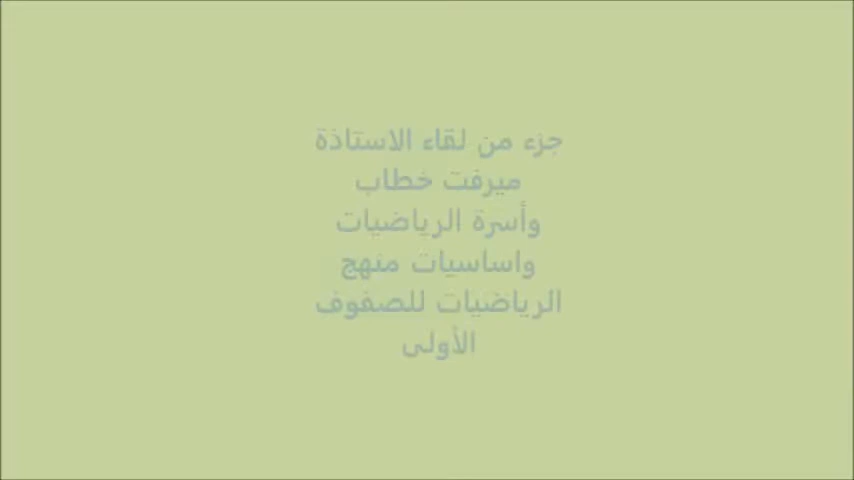 جزء من لقاء الاستاذة
ميرفت خطاب
وأسرة الرياضيات
واساسيات منهج
الرياضيات للصفوف
الأولى